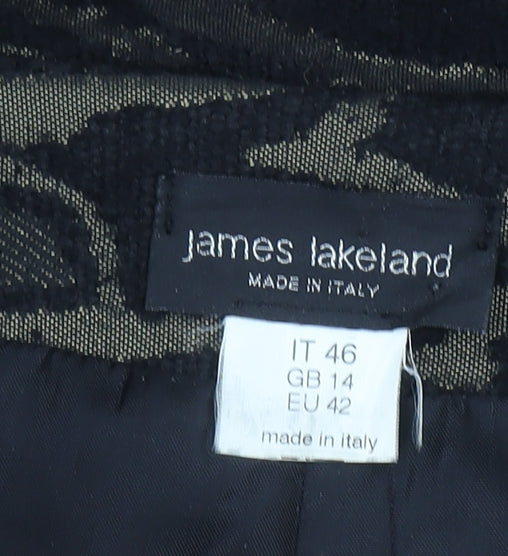 james lakeland
MADE IN ITALY
IT 46
GB 14
EU 42
made in italy